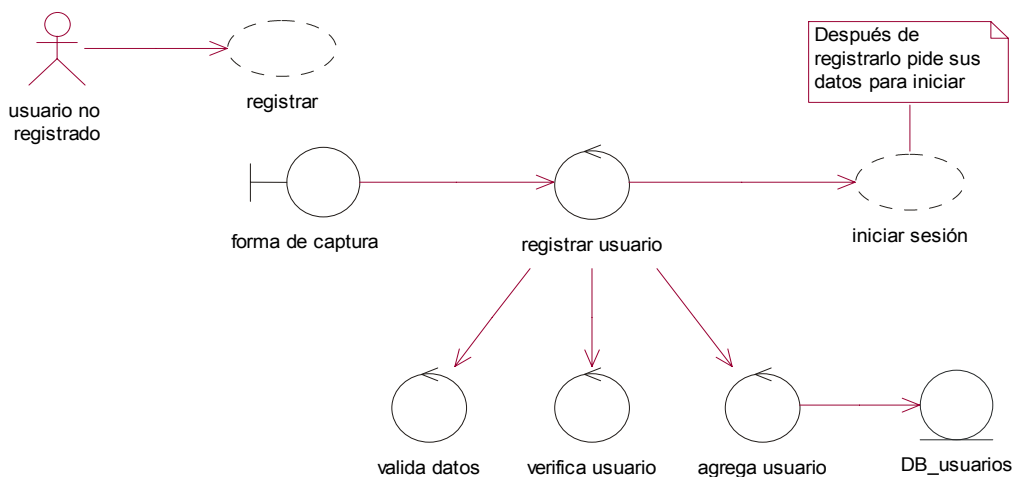 Después de
registrarlo pide sus
datos para iniciar
usuario no
registrado
registrar
forma de captura
registrar usuario
iniciar sesión
valida datos
verifica usuario
agrega usuario
DB_usuarios